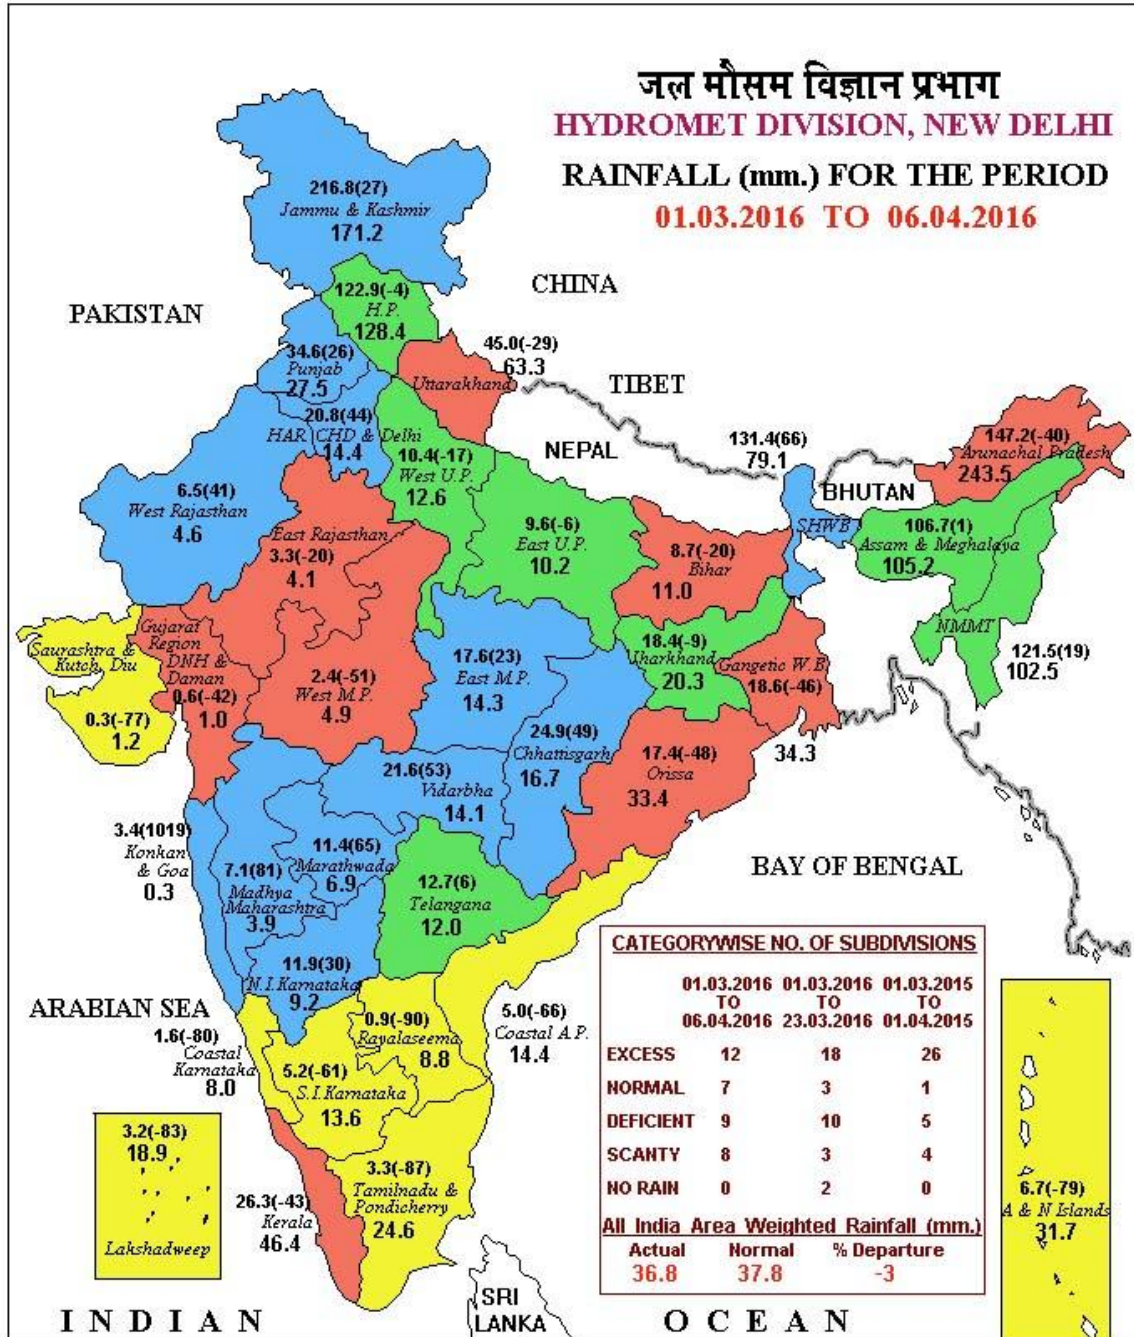 जल मौसम विज्ञान प्रभाग
HYDROMET DIVISION, NEW DELHI
RAINFALL (mm.) FOR THE PERIOD
01.03.2016 TO 06.04.2016
216.8(27)
Jammu & Kashmir
171.2
CHINA
PAKISTAN
122.9(-4)
H.P.
128.4
45.0(-29)
63.3
Uttarakhand
34.6(26)
Punjab
27.5
TIBET
20.8(44)
HAR CHD & Delhi
14.4
NEPAL
131.4(66)
79.1
SHWB
BHUTAN
147.2(-40)
Arunachal Pradesh
243.5
10.4(-17)
West U.P.
12.6
6.5(41)
West Rajasthan
4.6
East Rajasthan
3.3(-20)
4.1
9.6(-6)
East U.P.
10.2
8.7(-20)
Bihar
11.0
106.7(1)
Assam & Meghalaya
105.2
NMMT
121.5(19)
102.5
Saurashtra &
Kutch, Diu
0.3(-77)
1.2
Gujarat
Region
DNH &
Daman
0.6(-42)
1.0
2.4(-51)
West M.P.
4.9
17.6(23)
East M.P.
14.3
18.4(-9)
Jharkhand
20.3
Gangetic W.B
18.6(-46)
34.3
24.9(49)
Chhattisgarh
16.7
17.4(-48)
Orissa
33.4
21.6(53)
Vidarbha
14.1
3.4(1019)
Konkan
& Goa
0.3
7.1(81)
Madhya
Maharashtra
3.9
11.4(65)
Marathwada
6.9
12.7(6)
Telangana
12.0
BAY OF BENGAL
11.9(30)
N.I.Karnataka
9.2
ARABIAN SEA
1.6(-80)
Coastal
Karnataka
8.0
0.9(-90)
Rayalaseema
8.8
5.0(-66)
Coastal A.P.
14.4
5.2(-61)
S.I.Karnataka
13.6
3.2(-83)
18.9
Lakshadweep
26.3(-43)
Kerala
46.4
3.3(-87)
Tamilnadu &
Pondicherry
24.6
6.7(-79)
A & N Islands
31.7
CATEGORYWISE NO. OF SUBDIVISIONS
01.03.2016 01.03.2016 01.03.2015
TO TO TO
06.04.2016 23.03.2016 01.04.2015
EXCESS 12 18 26
NORMAL 7 3 1
DEFICIENT 9 10 5
SCANTY 8 3 4
NO RAIN 0 2 0
All India Area Weighted Rainfall (mm.)
Actual Normal % Departure
36.8 37.8 -3
SRI
LANKA
INDIAN OCEAN